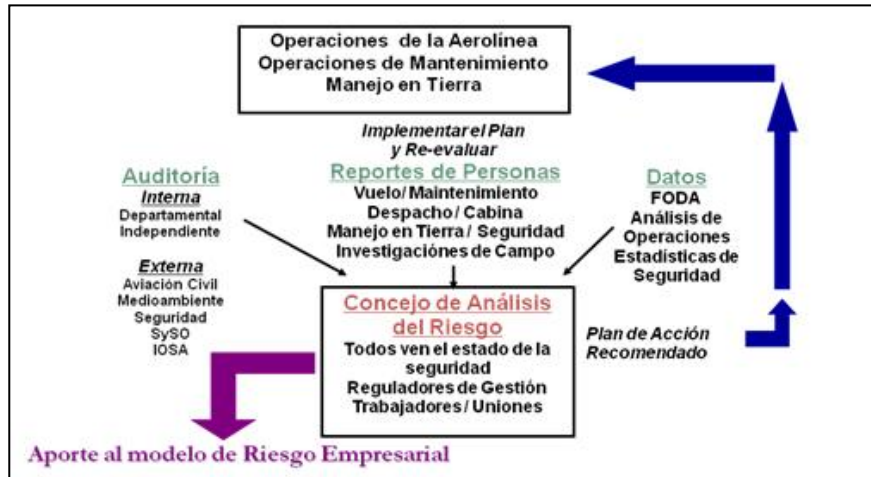 Operaciones de la Aerolínea
Operaciones de Mantenimiento
Manejo en Tierra
Implementar el Plan
y Re-evaluar
Auditoría
Interna
Departamental
Independiente
Externa
Aviación Civil
Medioambiente
Seguridad
SySO
IOSA
Reportes de Personas
Vuelo/ Maintenimiento
Despacho / Cabina
Manejo en Tierra / Seguridad
Investigaciónes de Campo
Datos
FODA
Análisis de
Operaciones
Estadísticas de
Seguridad
Concejo de Análisis
del Riesgo
Todos ven el estado de la
seguridad
Reguladores de Gestión
Trabajadores / Uniones
Plan de Acción
Recomendado
Aporte al modelo de Riesgo Empresarial